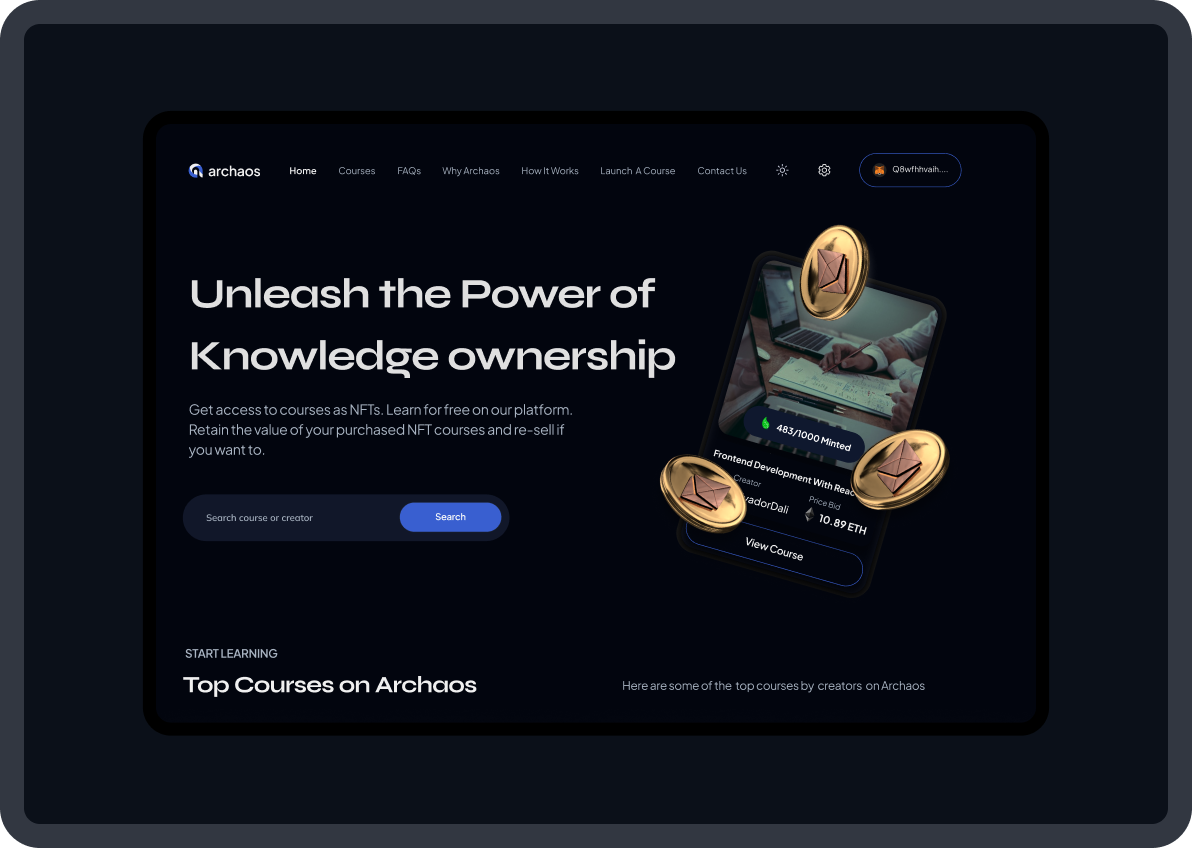 archaos
Home
Courses
FAQs
Why Archaos
How It Works
Launch A Course
Contact Us
Q8wfhhvaih....
Unleash the Power of
Knowledge ownership
Get access to courses as NFTs. Learn for free on our platform.
Retain the value of your purchased NFT courses and re-sell if
you want to.
Search course or creator
Search
483/1000 Minted
Frontend Development With
Creator
Price Bid
10.89 ETH
View Course
START LEARNING
Top Courses on Archaos
Here are some of the top courses by creators on Archaos